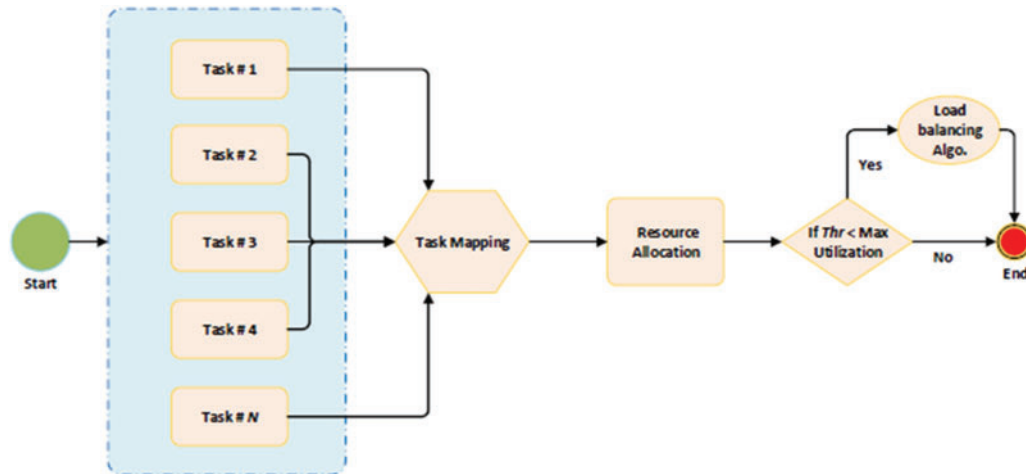 Task # 1
Task # 2
Task # 3
Task # 4
Task # N
Start
Task Mapping
Resource
Allocation
If Thr < Max
Utilization
Yes
Load
balancing
Algo.
No
End